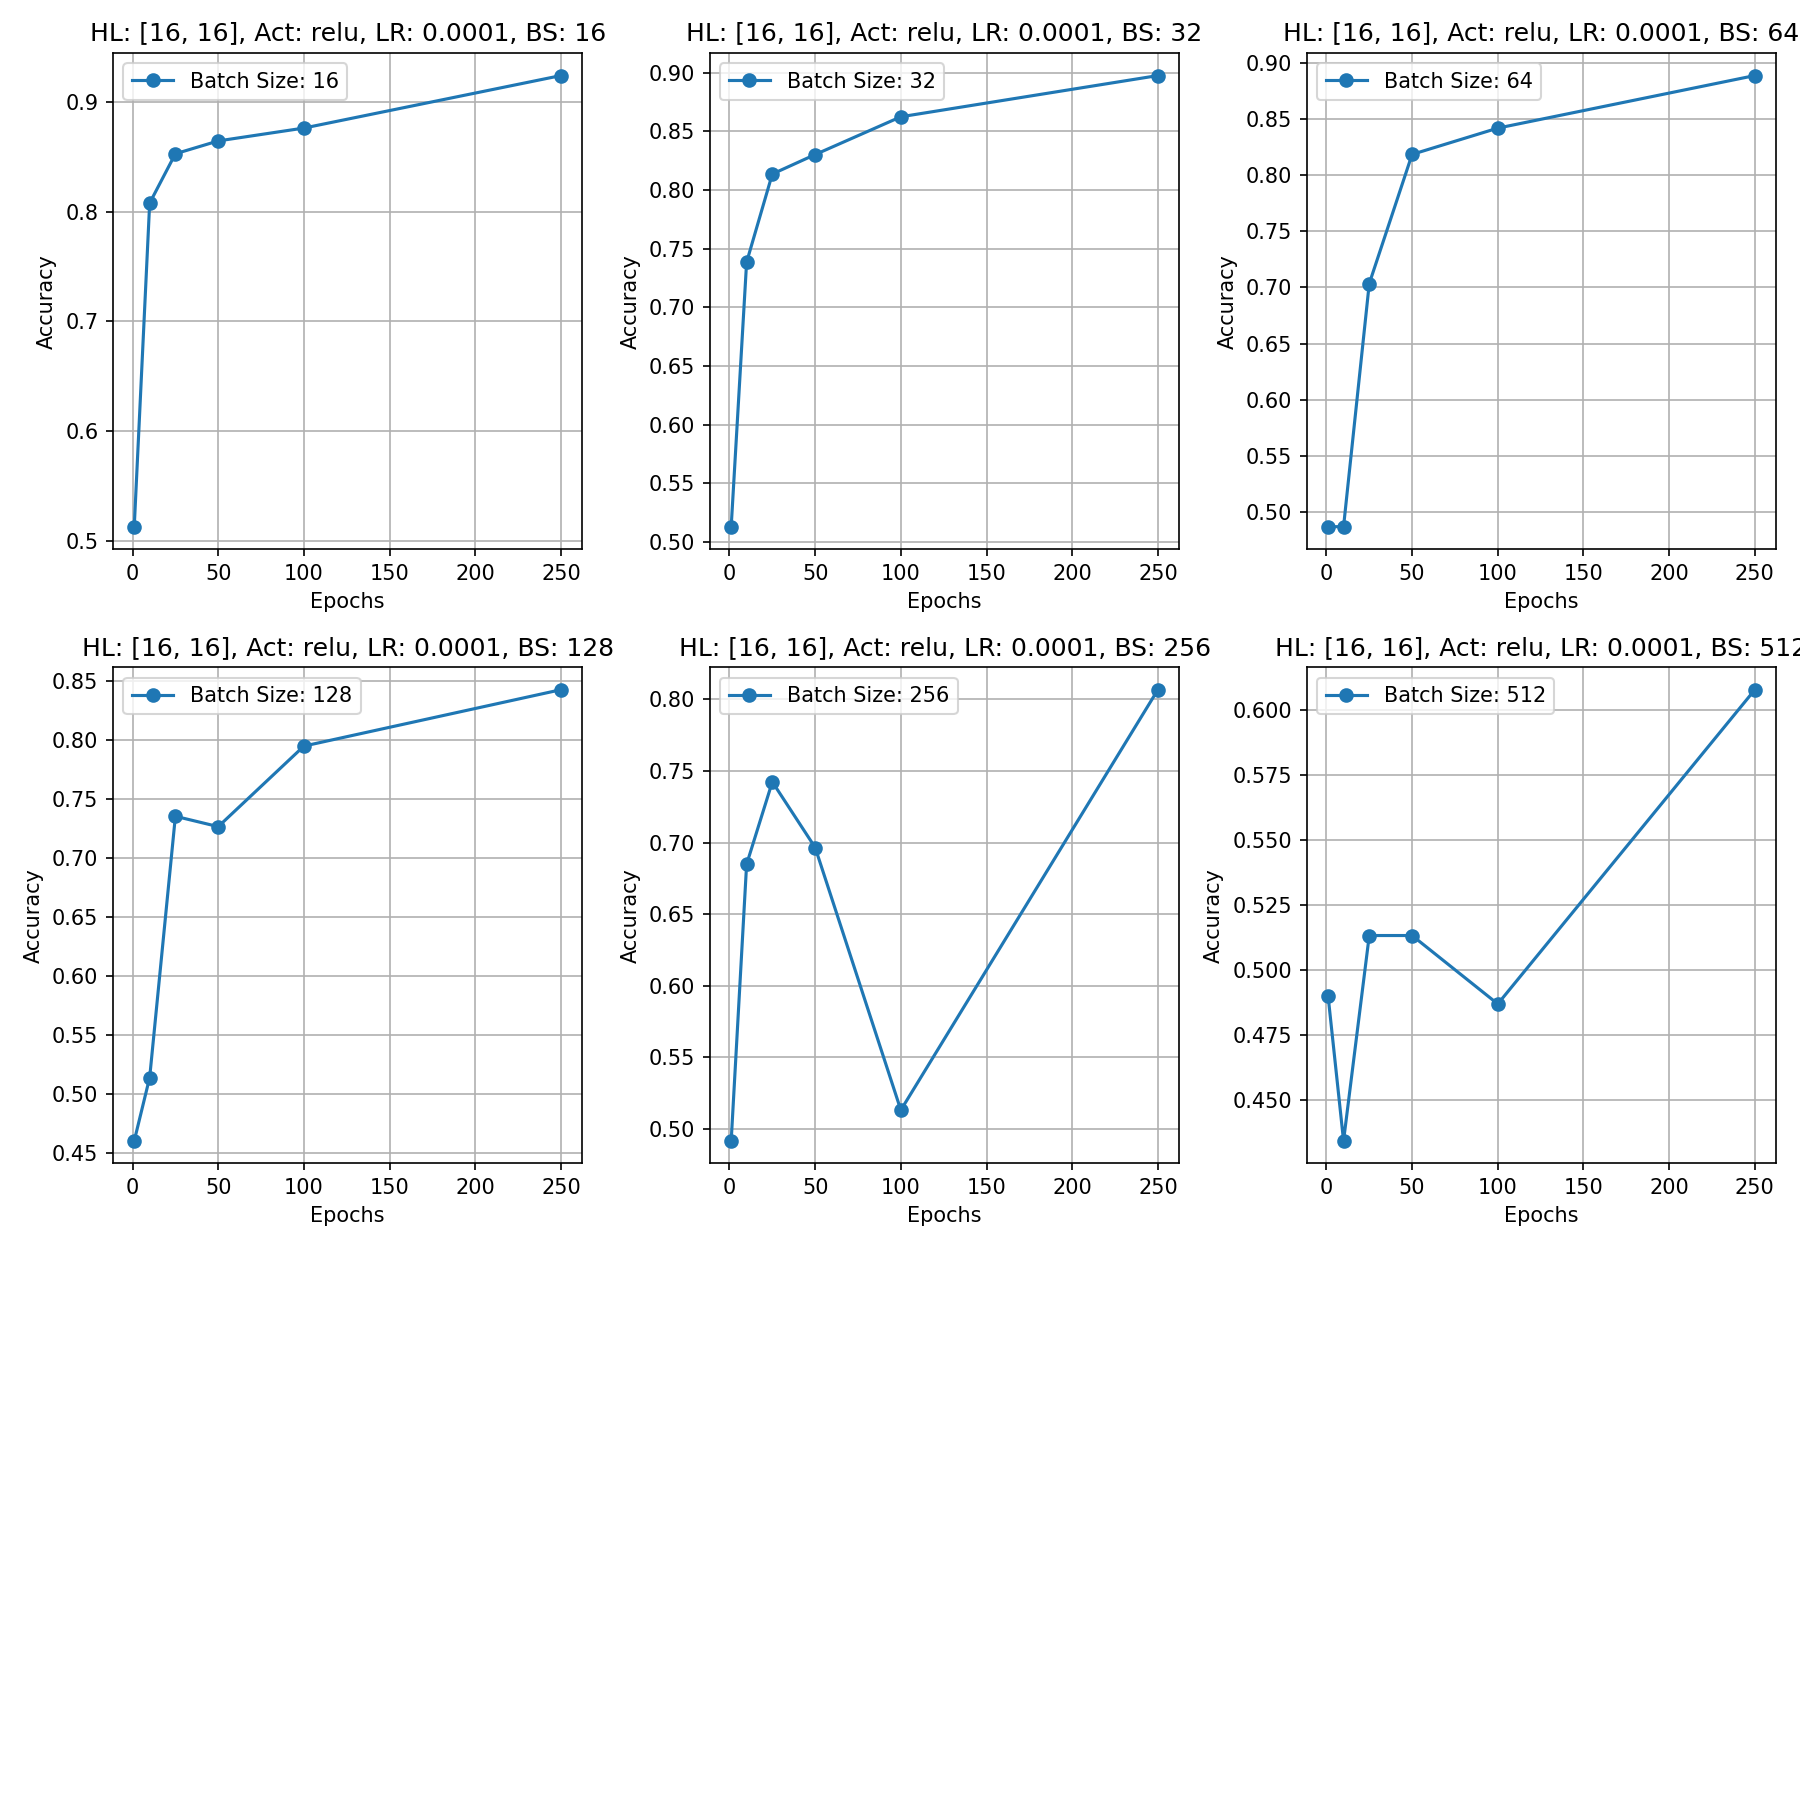 HL: [16, 16], Act: relu, LR: 0.0001, BS: 16
Batch Size: 16
Accuracy
0.9
0.8
0.7
0.6
0.5
0 50 100 150 200 250
Epochs
HL: [16, 16], Act: relu, LR: 0.0001, BS: 32
Batch Size: 32
Accuracy
0.90
0.85
0.80
0.75
0.70
0.65
0.60
0.55
0.50
0 50 100 150 200 250
Epochs
HL: [16, 16], Act: relu, LR: 0.0001, BS: 64
Batch Size: 64
Accuracy
0.90
0.85
0.80
0.75
0.70
0.65
0.60
0.55
0.50
0 50 100 150 200 250
Epochs
HL: [16, 16], Act: relu, LR: 0.0001, BS: 128
Batch Size: 128
Accuracy
0.85
0.80
0.75
0.70
0.65
0.60
0.55
0.50
0.45
0 50 100 150 200 250
Epochs
HL: [16, 16], Act: relu, LR: 0.0001, BS: 256
Batch Size: 256
Accuracy
0.80
0.75
0.70
0.65
0.60
0.55
0.50
0 50 100 150 200 250
Epochs
HL: [16, 16], Act: relu, LR: 0.0001, BS: 512
Batch Size: 512
Accuracy
0.600
0.575
0.550
0.525
0.500
0.475
0.450
0 50 100 150 200 250
Epochs